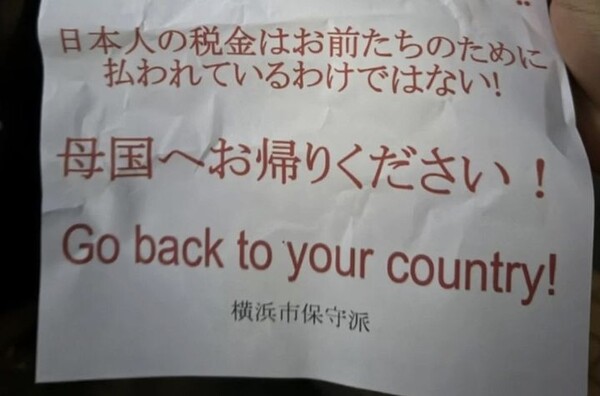 日本人の税金はお前たちのために
払われているわけではない!
母国へお帰りください！
Go back to your country!
横浜市保守派